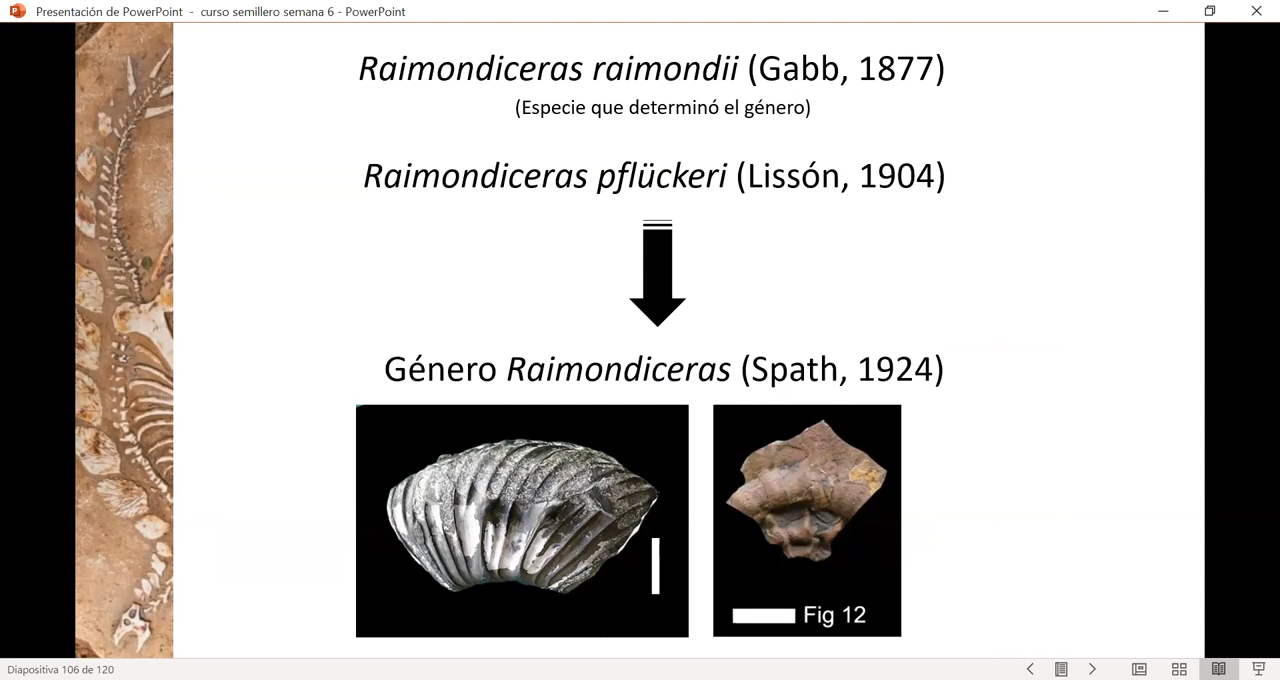 Presentación de PowerPoint - curso semillero semana 6 - PowerPoint
Raimondiceras raimondii (Gabb, 1877)
(Especie que determinó el género)
Raimondiceras pflückeri (Lissón, 1904)
Género Raimondiceras (Spath, 1924)
Fig 12
Diapositiva 106 de 120